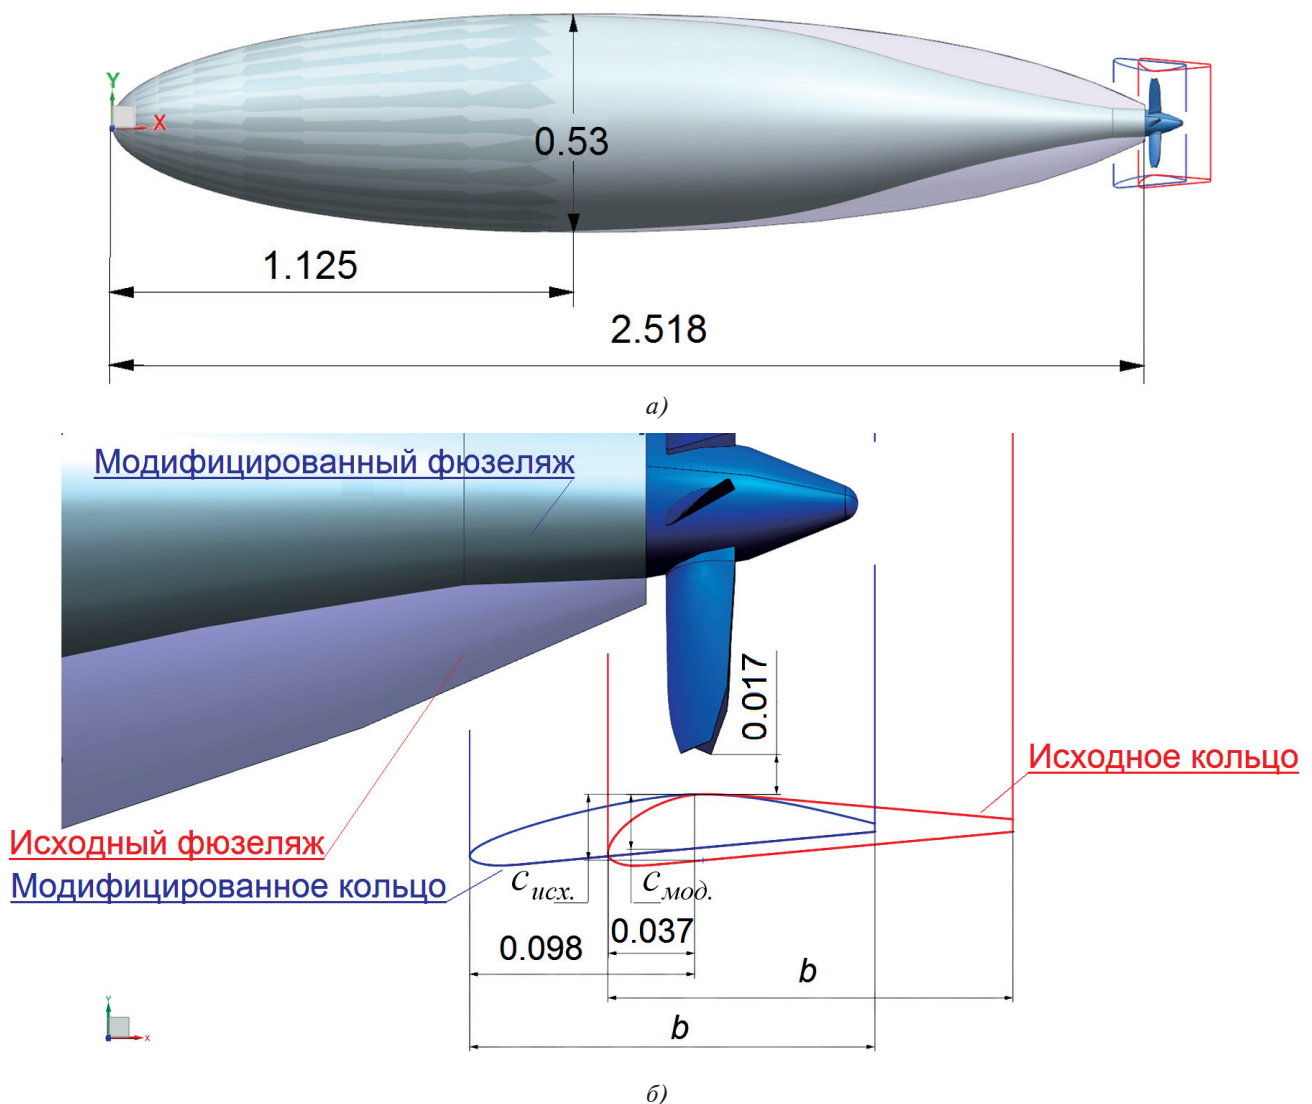 Y
X
0.53
1.125
2.518
а)
Модифицированный фюзеляж
0.017
Исходное кольцо
Исходный фюзеляж
Модифицированное кольцо
c исх.
c мод.
0.037
0.098
b
b
Y
X
б)